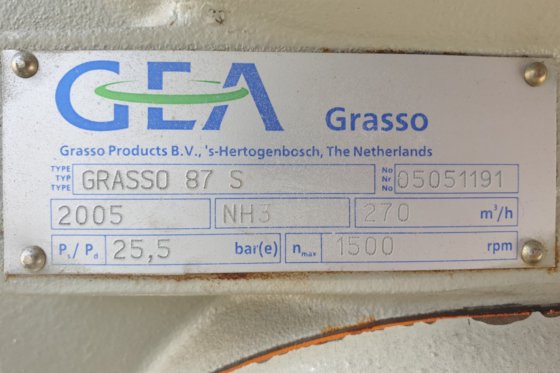 GEA Grasso
Grasso Products B.V., 's-Hertogenbosch, The Netherlands
TYPE
TYP
TYPE
GRASSO 87 S
No
Nr
No
05051191
2005
NH3
270 m³/h
Ps/ Pd 25,5 bar(e)
nmax 1500 rpm